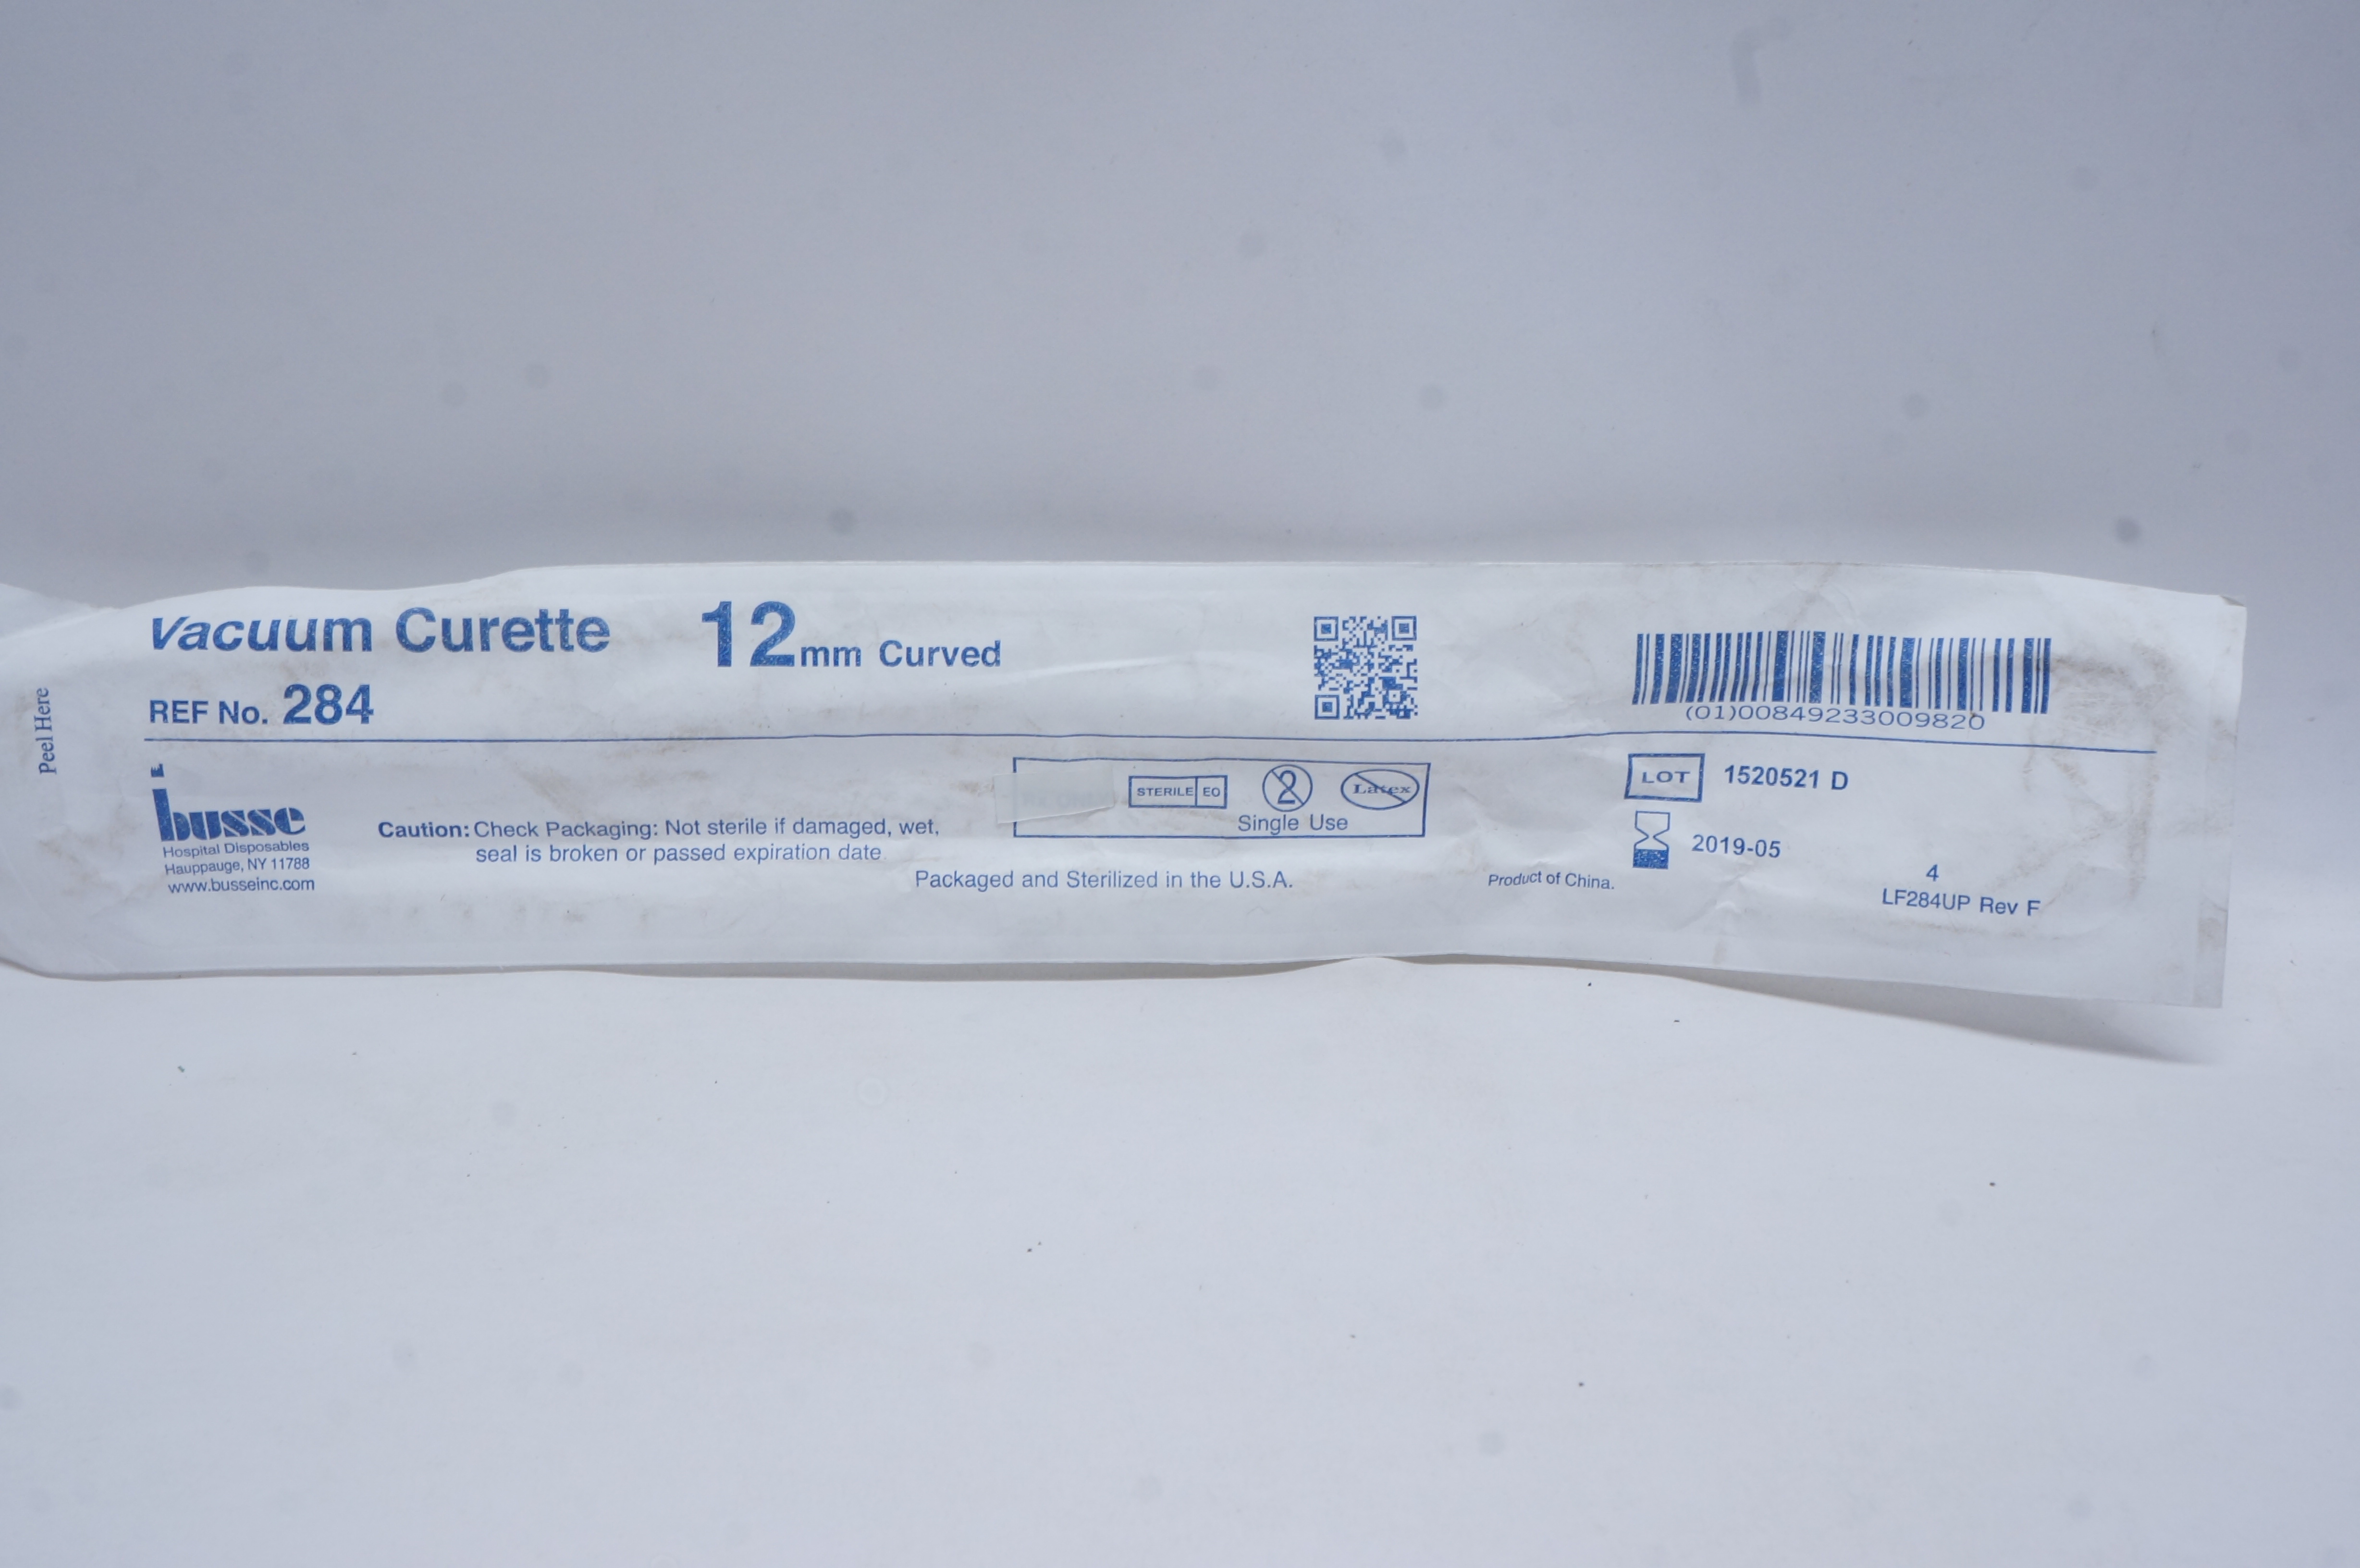 Vacuum Curette 12mm Curved
REF No. 284
(01)00849233009820
Peel Here
busse
Hospital Disposables
Hauppauge, NY 11788
www.busseinc.com
Caution: Check Packaging: Not sterile if damaged, wet,
seal is broken or passed expiration date
STERILE EO
2
Latex
Single Use
Packaged and Sterilized in the U.S.A.
Product of China.
LOT 1520521 D
2019-05
4
LF284UP Rev F